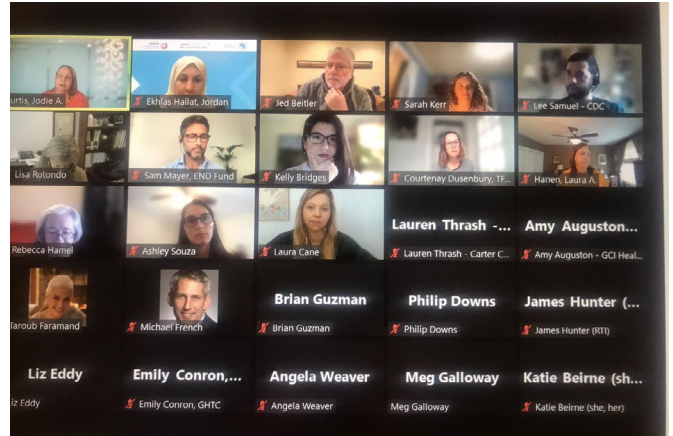 urtis, Jodie A.
Ekhlas Hailat, Jordan
Jed Beitler
Sarah Kerr
Lee Samuel - CDC
Lisa Rotondo
Sam Mayer, END Fund
Kelly Bridges
Courtenay Dusenbury, TF...
Hanen, Laura A.
Rebecca Hamel
Ashley Souza
Laura Cane
Lauren Thrash -...
Lauren Thrash - Carter C...
Amy Auguston...
Amy Auguston - GCI Heal...
Taroub Faramand
Michael French
Brian Guzman
Brian Guzman
Philip Downs
Philip Downs
James Hunter (...
James Hunter (RTI)
Liz Eddy
iz Eddy
Emily Conron,...
Emily Conron, GHTC
Angela Weaver
Angela Weaver
Meg Galloway
Meg Galloway
Katie Beirne (sh...
Katie Beirne (she, her)